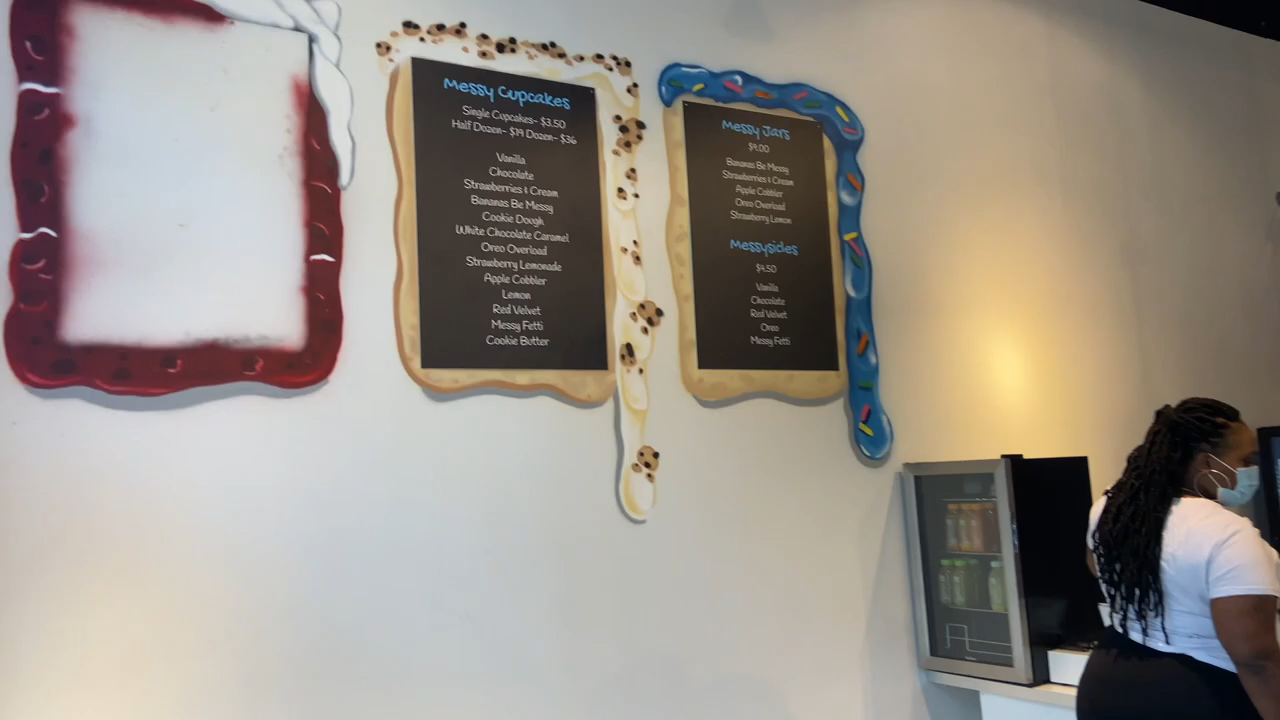 Messy Cupcakes
Single Cupcakes- $3.50
Half Dozen- $19 Dozen- $36
Vanilla
Chocolate
Strawberries & Cream
Bananas Be Messy
Cookie Dough
White Chocolate Caramel
Oreo Overload
Strawberry Lemonade
Apple Cobbler
Lemon
Red Velvet
Messy Fetti
Cookie Butter
Messy Jars
$9.00
Bananas Be Messy
Strawberries & Cream
Apple Cobbler
Oreo Overload
Strawberry Lemon
Messysicles
$4.50
Vanilla
Chocolate
Red Velvet
Oreo
Messy Fetti